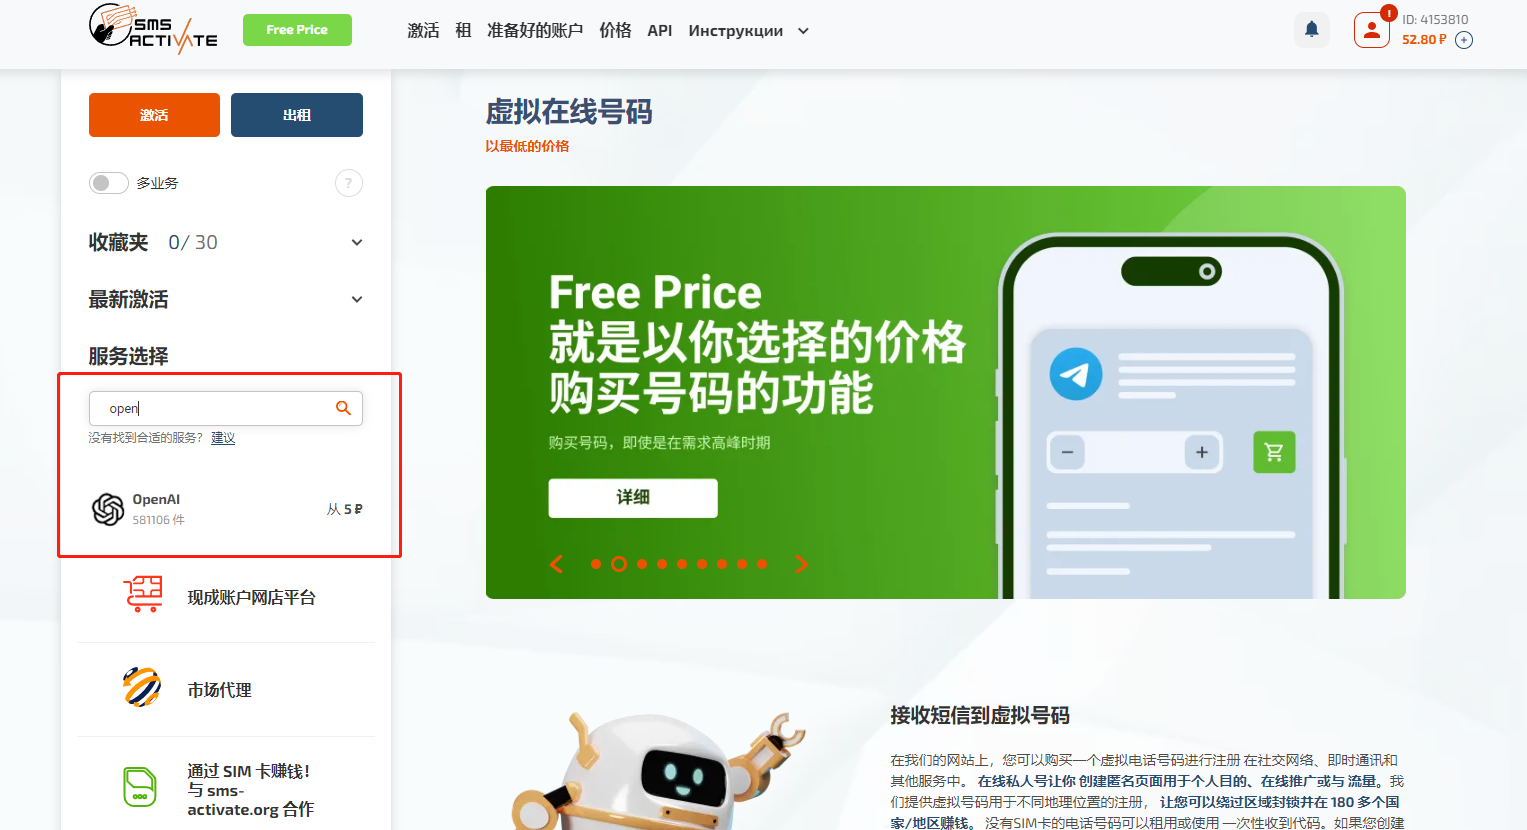 SMS
ACTIVATE
Free Price
激活 租 准备好的账户 价格 API Инструкции
!
ID: 4153810
52.80 ₽
激活
出租
多业务
?
收藏夹 0/ 30
最新激活
服务选择
open
没有找到合适的服务? 建议
OpenAI
581106 件
从 5 ₽
现成账户网店平台
市场代理
通过 SIM 卡赚钱!
与 sms-
activate.org 合作
虚拟在线号码
以最低的价格
Free Price
就是以你选择的价格
购买号码的功能
购买号码，即使是在需求高峰时期
详细
接收短信到虚拟号码
在我们的网站上，您可以购买一个虚拟电话号码进行注册 在社交网络、即时通讯和
其他服务中。 在线私人号让你 创建匿名页面用于个人目的、在线推广或与 流量。我
们提供虚拟号码用于不同地理位置的注册， 让您可以绕过区域封锁并在 180 多个国
家/地区赚钱。 没有SIM卡的电话号码可以租用或使用 一次性收到代码。如果您创建